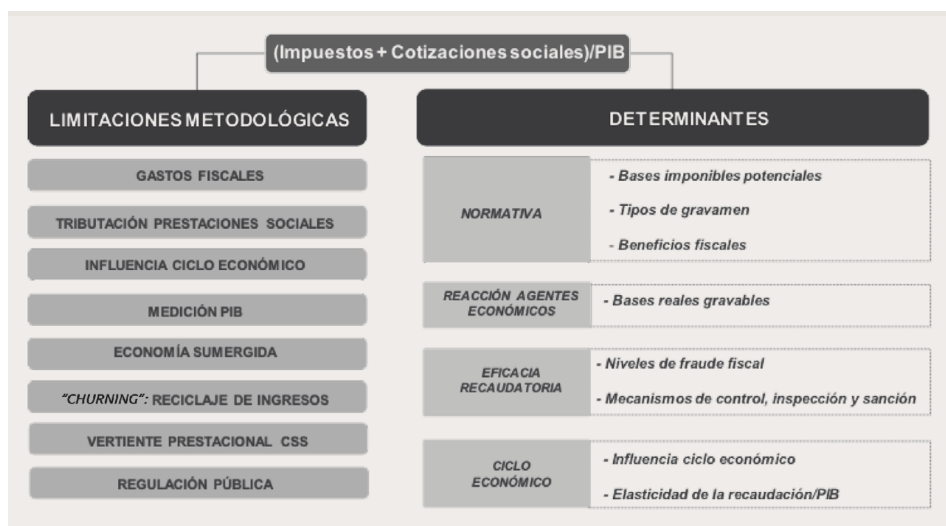 (Impuestos + Cotizaciones sociales)/PIB
LIMITACIONES METODOLÓGICAS
GASTOS FISCALES
TRIBUTACIÓN PRESTACIONES SOCIALES
INFLUENCIA CICLO ECONÓMICO
MEDICIÓN PIB
ECONOMÍA SUMERGIDA
“CHURNING”: RECICLAJE DE INGRESOS
VERTIENTE PRESTACIONAL CSS
REGULACIÓN PÚBLICA
DETERMINANTES
NORMATIVA
- Bases imponibles potenciales
- Tipos de gravamen
- Beneficios fiscales
REACCIÓN AGENTES
ECONÓMICOS
- Bases reales gravables
EFICACIA
RECAUDATORIA
- Niveles de fraude fiscal
- Mecanismos de control, inspección y sanción
CICLO
ECONÓMICO
- Influencia ciclo económico
- Elasticidad de la recaudación/PIB